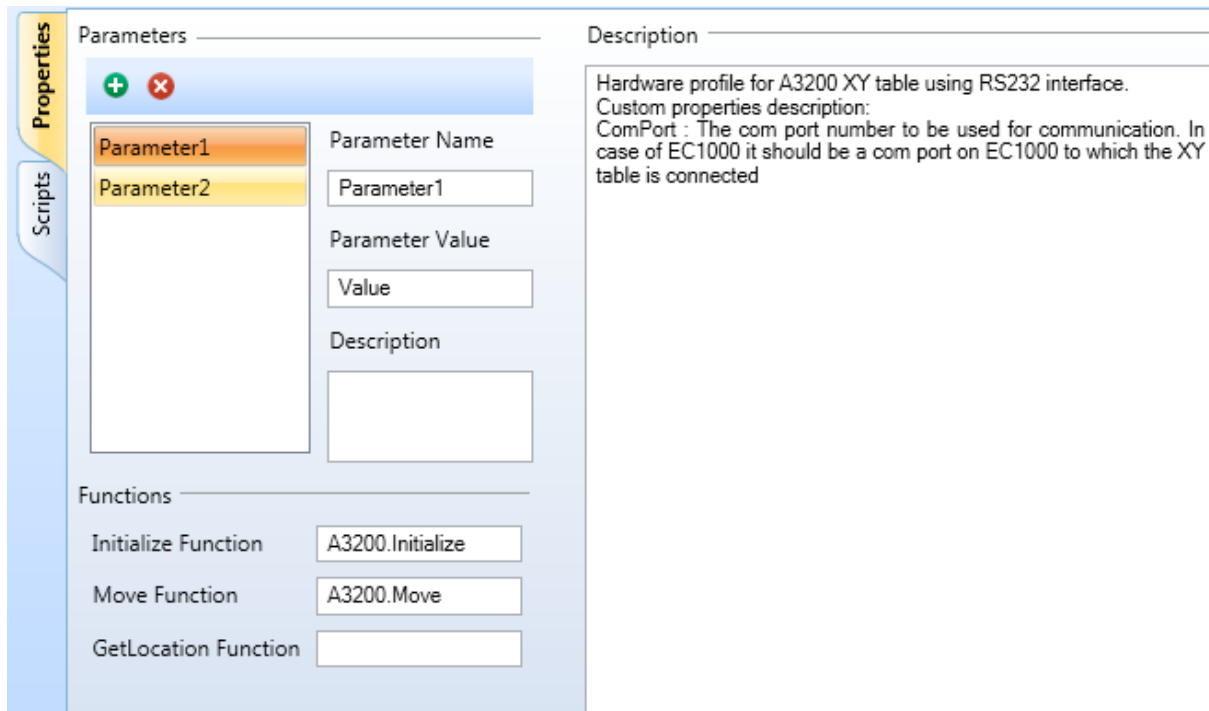 Properties
Scripts
Parameters
Parameter1
Parameter2
Parameter Name
Parameter1
Parameter Value
Value
Description
Functions
Initialize Function
A3200.Initialize
Move Function
A3200.Move
GetLocation Function
Description
Hardware profile for A3200 XY table using RS232 interface.
Custom properties description:
ComPort : The com port number to be used for communication. In
case of EC1000 it should be a com port on EC1000 to which the XY
table is connected